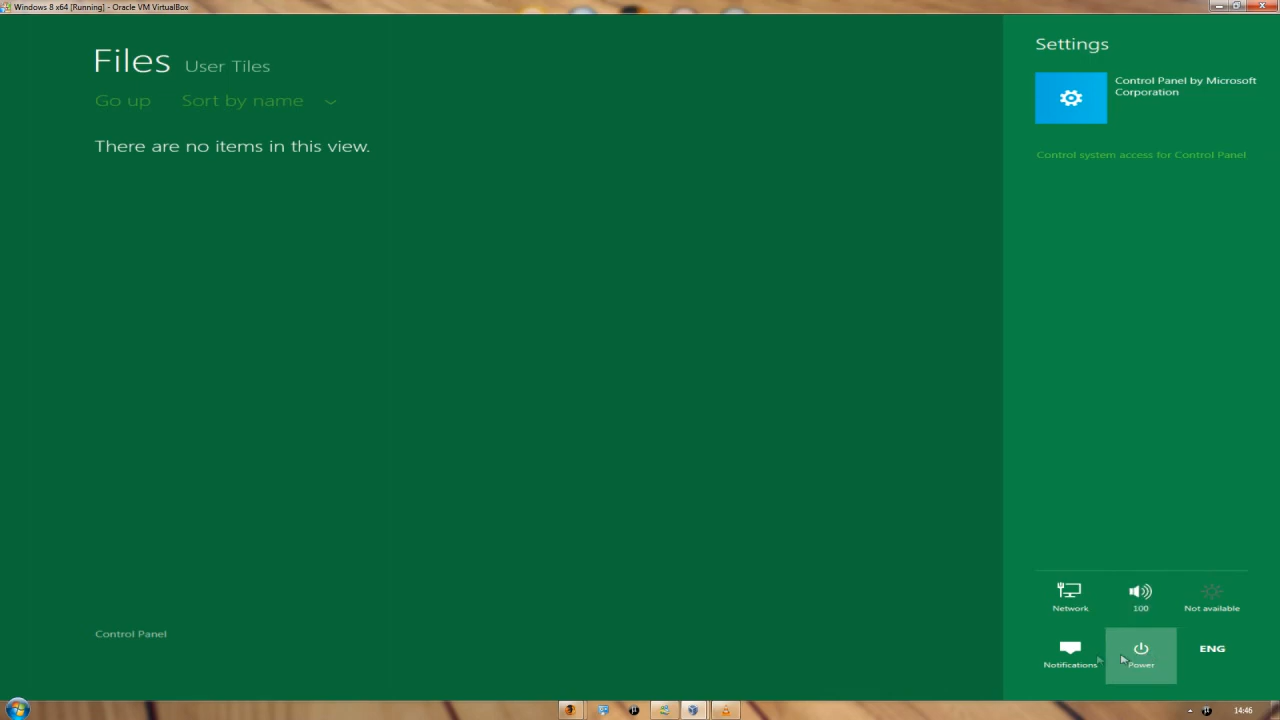 Windows 8 x64 [Running] - Oracle VM VirtualBox
Files User Tiles
Go up Sort by name
There are no items in this view.
Control Panel
Settings
Control Panel by Microsoft
Corporation
Control system access for Control Panel
Network 100 Not available
Notifications Power ENG
14:46